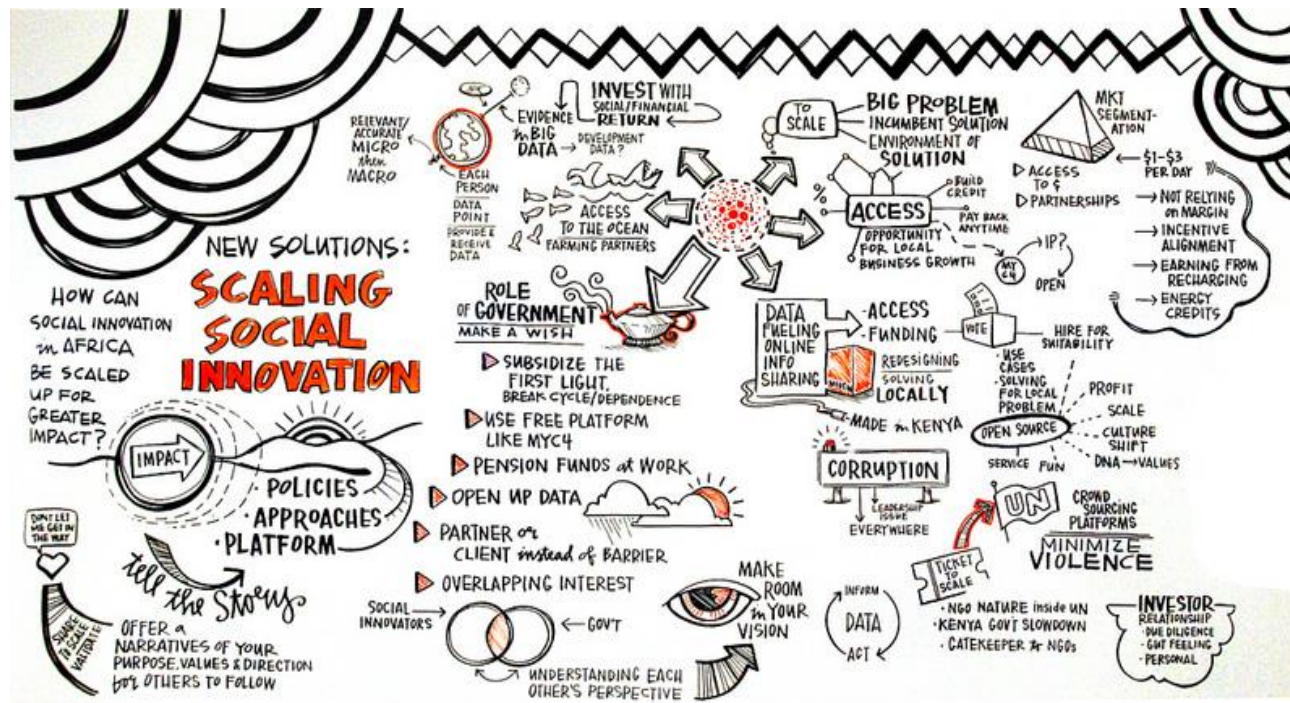 NEW SOLUTIONS:
SCALING
SOCIAL
INNOVATION
HOW CAN
SOCIAL INNOVATION
in AFRICA
BE SCALED
UP FOR
GREATER
IMPACT?
IMPACT
POLICIES
• APPROACHES
• PLATFORM
DON'T LET
ME GET IN
THE WAY
SHARE
TO SCALE
VALIDATE
tell the Story
OFFER a
NARRATIVES OF YOUR
PURPOSE, VALUES & DIRECTION
for OTHERS TO FOLLOW
RELEVANT/
ACCURATE
MICRO
then
MACRO
EACH
PERSON
DATA
POINT
PROVIDE &
RECEIVE
DATA
EVIDENCE
in BIG
DATA
DEVELOPMENT
DATA?
INVEST WITH
SOCIAL/FINANCIAL
RETURN
ACCESS
TO THE OCEAN
FARMING PARTNERS
ROLE
OF GOVERNMENT
MAKE A WISH
SUBSIDIZE THE
FIRST LIGHT,
BREAK CYCLE/DEPENDENCE
USE FREE PLATFORM
LIKE MYC4
PENSION FUNDS at WORK
OPEN UP DATA
PARTNER or
CLIENT instead of BARRIER
OVERLAPPING INTEREST
SOCIAL
INNOVATORS
GOV'T
UNDERSTANDING EACH
OTHER'S PERSPECTIVE
MAKE
ROOM
in YOUR
VISION
TO
SCALE
BIG PROBLEM
INCUMBENT SOLUTION
ENVIRONMENT OF
SOLUTION
%
ACCESS
BUILD
CREDIT
PAY BACK
ANYTIME
OPPORTUNITY
FOR LOCAL
BUSINESS GROWTH
MY
C4
IP?
OPEN
MKT
SEGMENT-
ATION
$1-$3
PER DAY
ACCESS
TO $
PARTNERSHIPS
NOT RELYING
on MARGIN
INCENTIVE
ALIGNMENT
EARNING FROM
RECHARGING
ENERGY
CREDITS
DATA
FUELING
ONLINE
INFO
SHARING
• ACCESS
• FUNDING
REDESIGNING
SOLVING
LOCALLY
MADE in KENYA
VOTE
• USE
CASES
• SOLVING
FOR LOCAL
PROBLEM
HIRE FOR
SUITABILITY
PROFIT
SCALE
CULTURE
SHIFT
DNA → VALUES
OPEN SOURCE
SERVICE
FUN
CORRUPTION
LEADERSHIP
ISSUE
EVERYWHERE
UN
CROWD
SOURCING
PLATFORMS
MINIMIZE
VIOLENCE
TICKET
TO
SCALE
• NGO NATURE inside UN
• KENYA GOV'T SLOWDOWN
• GATEKEEPER to NGOs
INFORM
DATA
ACT
INVESTOR
RELATIONSHIP
• DUE DILIGENCE
• GUT FEELING
• PERSONAL